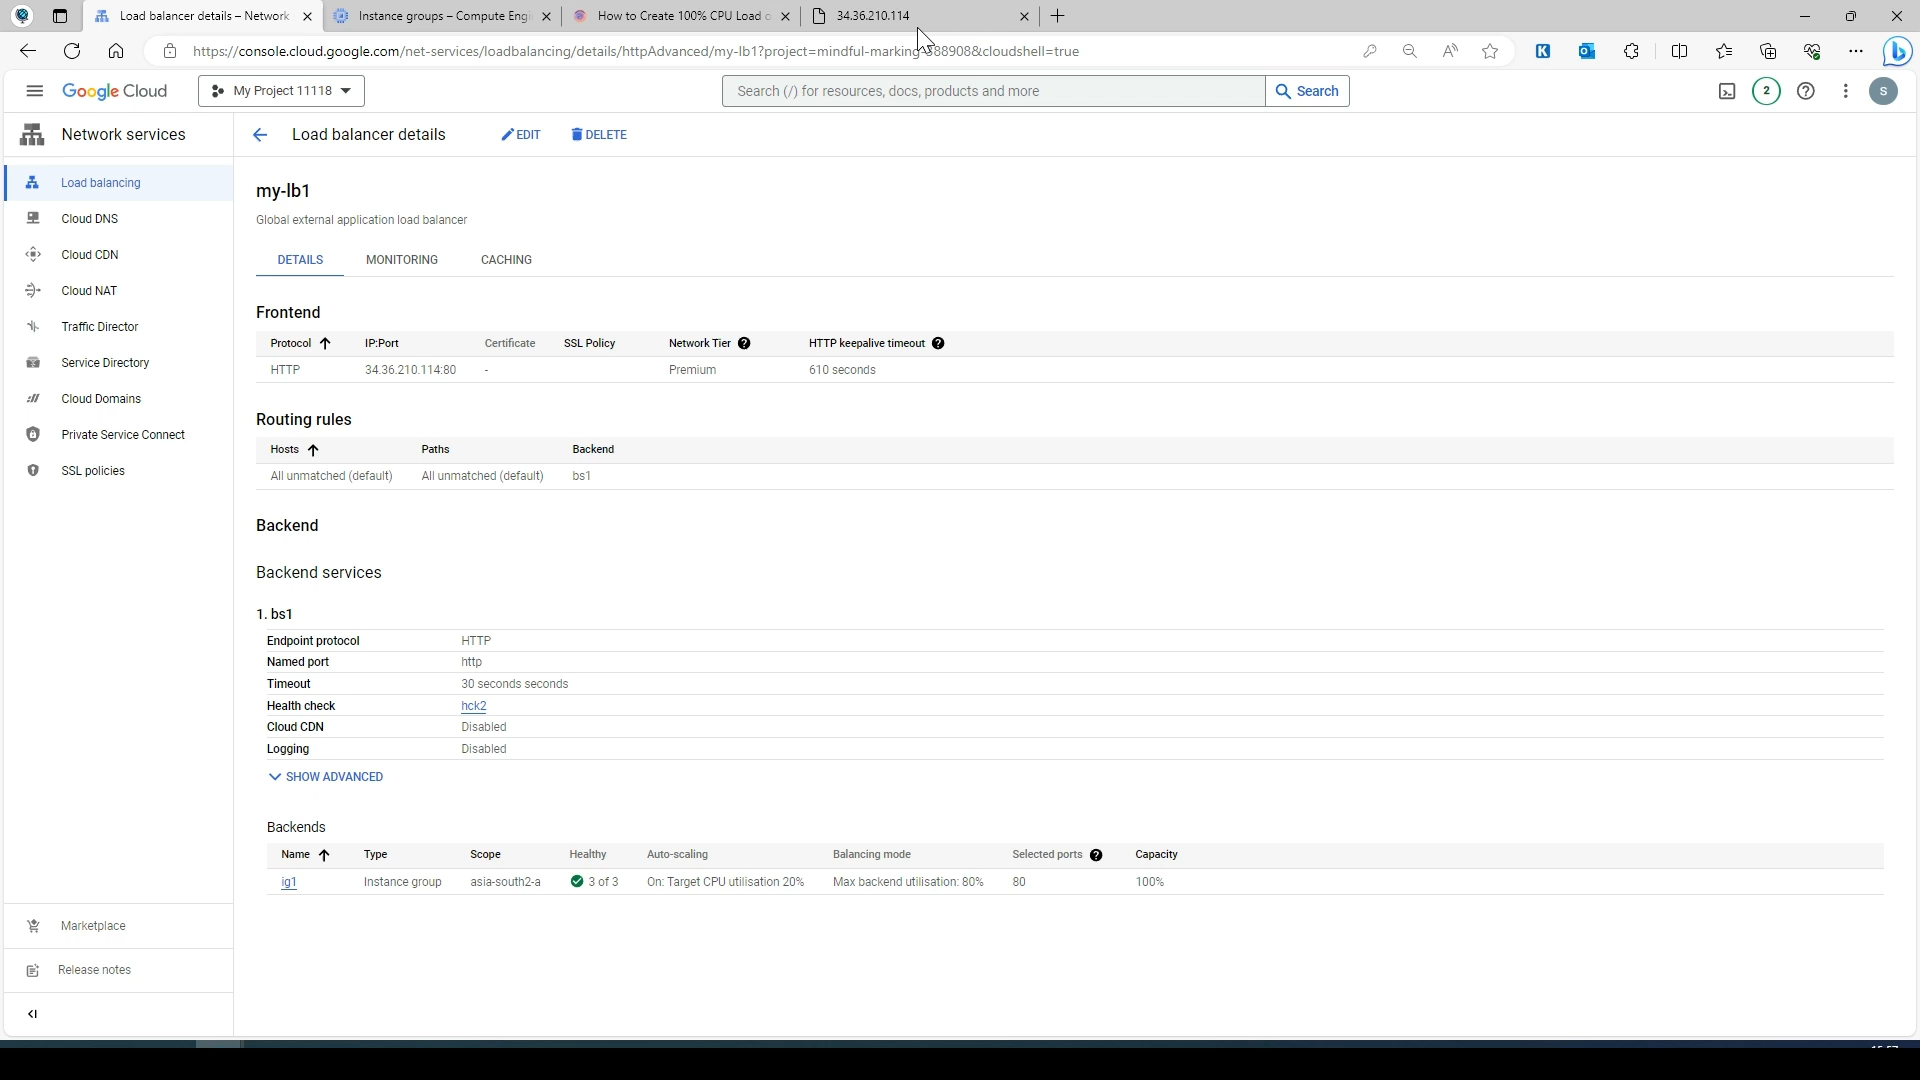 Load balancer details – Network
Instance groups – Compute Engi
How to Create 100% CPU Load o
34.36.210.114
https://console.cloud.google.com/net-services/loadbalancing/details/httpAdvanced/my-lb1?project=mindful-marking-388908&cloudshell=true
Google Cloud
My Project 11118
Search (/) for resources, docs, products and more
Search
2
S
Network services
Load balancer details
EDIT
DELETE
Load balancing
Cloud DNS
Cloud CDN
Cloud NAT
Traffic Director
Service Directory
Cloud Domains
Private Service Connect
SSL policies
Marketplace
Release notes
my-lb1
Global external application load balancer
DETAILS MONITORING CACHING
Frontend
Protocol IP:Port Certificate SSL Policy Network Tier HTTP keepalive timeout
HTTP 34.36.210.114:80 - Premium 610 seconds
Routing rules
Hosts Paths Backend
All unmatched (default) All unmatched (default) bs1
Backend
Backend services
1. bs1
Endpoint protocol HTTP
Named port http
Timeout 30 seconds seconds
Health check hck2
Cloud CDN Disabled
Logging Disabled
SHOW ADVANCED
Backends
Name Type Scope Healthy Auto-scaling Balancing mode Selected ports Capacity
ig1 Instance group asia-south2-a 3 of 3 On: Target CPU utilisation 20% Max backend utilisation: 80% 80 100%